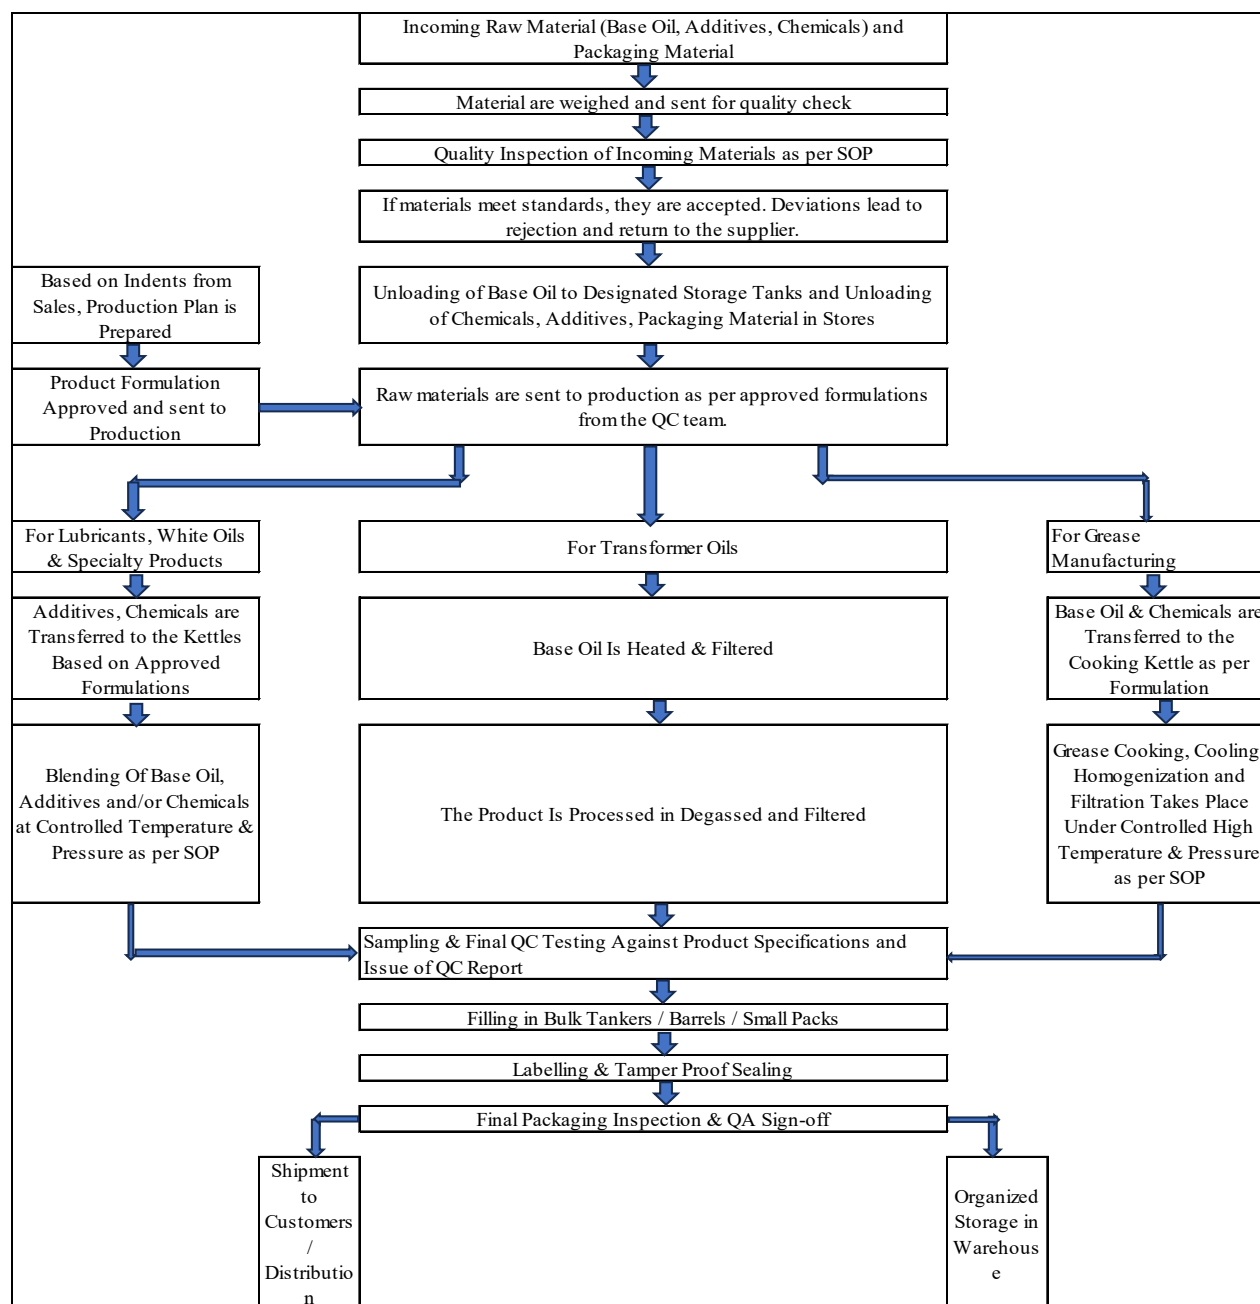 Incoming Raw Material (Base Oil, Additives, Chemicals) and
Packaging Material
Material are weighed and sent for quality check
Quality Inspection of Incoming Materials as per SOP
If materials meet standards, they are accepted. Deviations lead to
rejection and return to the supplier.
Based on Indents from
Sales, Production Plan is
Prepared
Unloading of Base Oil to Designated Storage Tanks and Unloading
of Chemicals, Additives, Packaging Material in Stores
Product Formulation
Approved and sent to
Production
Raw materials are sent to production as per approved formulations
from the QC team.
For Lubricants, White Oils
& Specialty Products
For Transformer Oils
For Grease
Manufacturing
Additives, Chemicals are
Transferred to the Kettles
Based on Approved
Formulations
Base Oil Is Heated & Filtered
Base Oil & Chemicals are
Transferred to the
Cooking Kettle as per
Formulation
Blending Of Base Oil,
Additives and/or Chemicals
at Controlled Temperature &
Pressure as per SOP
The Product Is Processed in Degassed and Filtered
Grease Cooking, Cooling
Homogenization and
Filtration Takes Place
Under Controlled High
Temperature & Pressure
as per SOP
Sampling & Final QC Testing Against Product Specifications and
Issue of QC Report
Filling in Bulk Tankers / Barrels / Small Packs
Labelling & Tamper Proof Sealing
Final Packaging Inspection & QA Sign-off
Shipment
to
Customers
/
Distributio
n
Organized
Storage in
Warehous
e